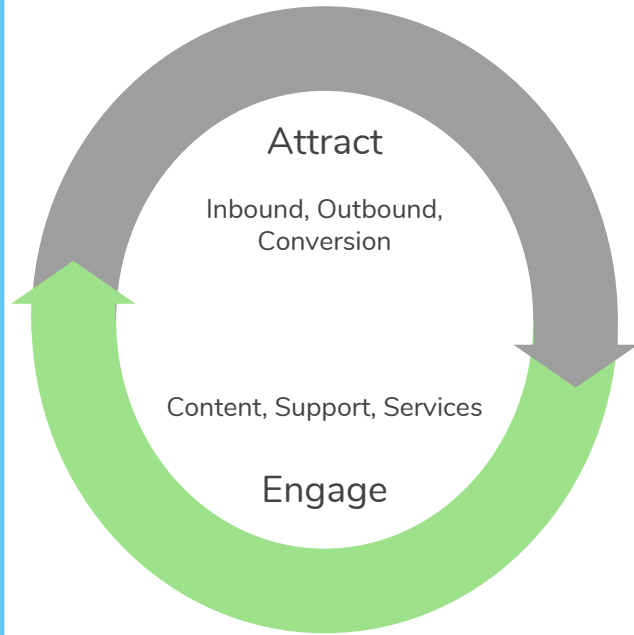 Attract
Inbound, Outbound,
Conversion
Content, Support, Services
Engage